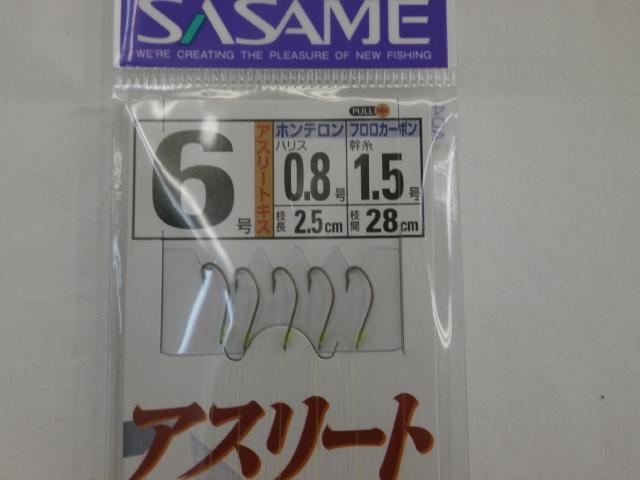 SASAME
WE'RE CREATING THE PLEASURE OF NEW FISHING
PULL
6号
アスリートキス
ホンテロン
ハリス
0.8号
枝長 2.5cm
フロロカーボン
幹糸
1.5号
枝間 28cm
アスリート